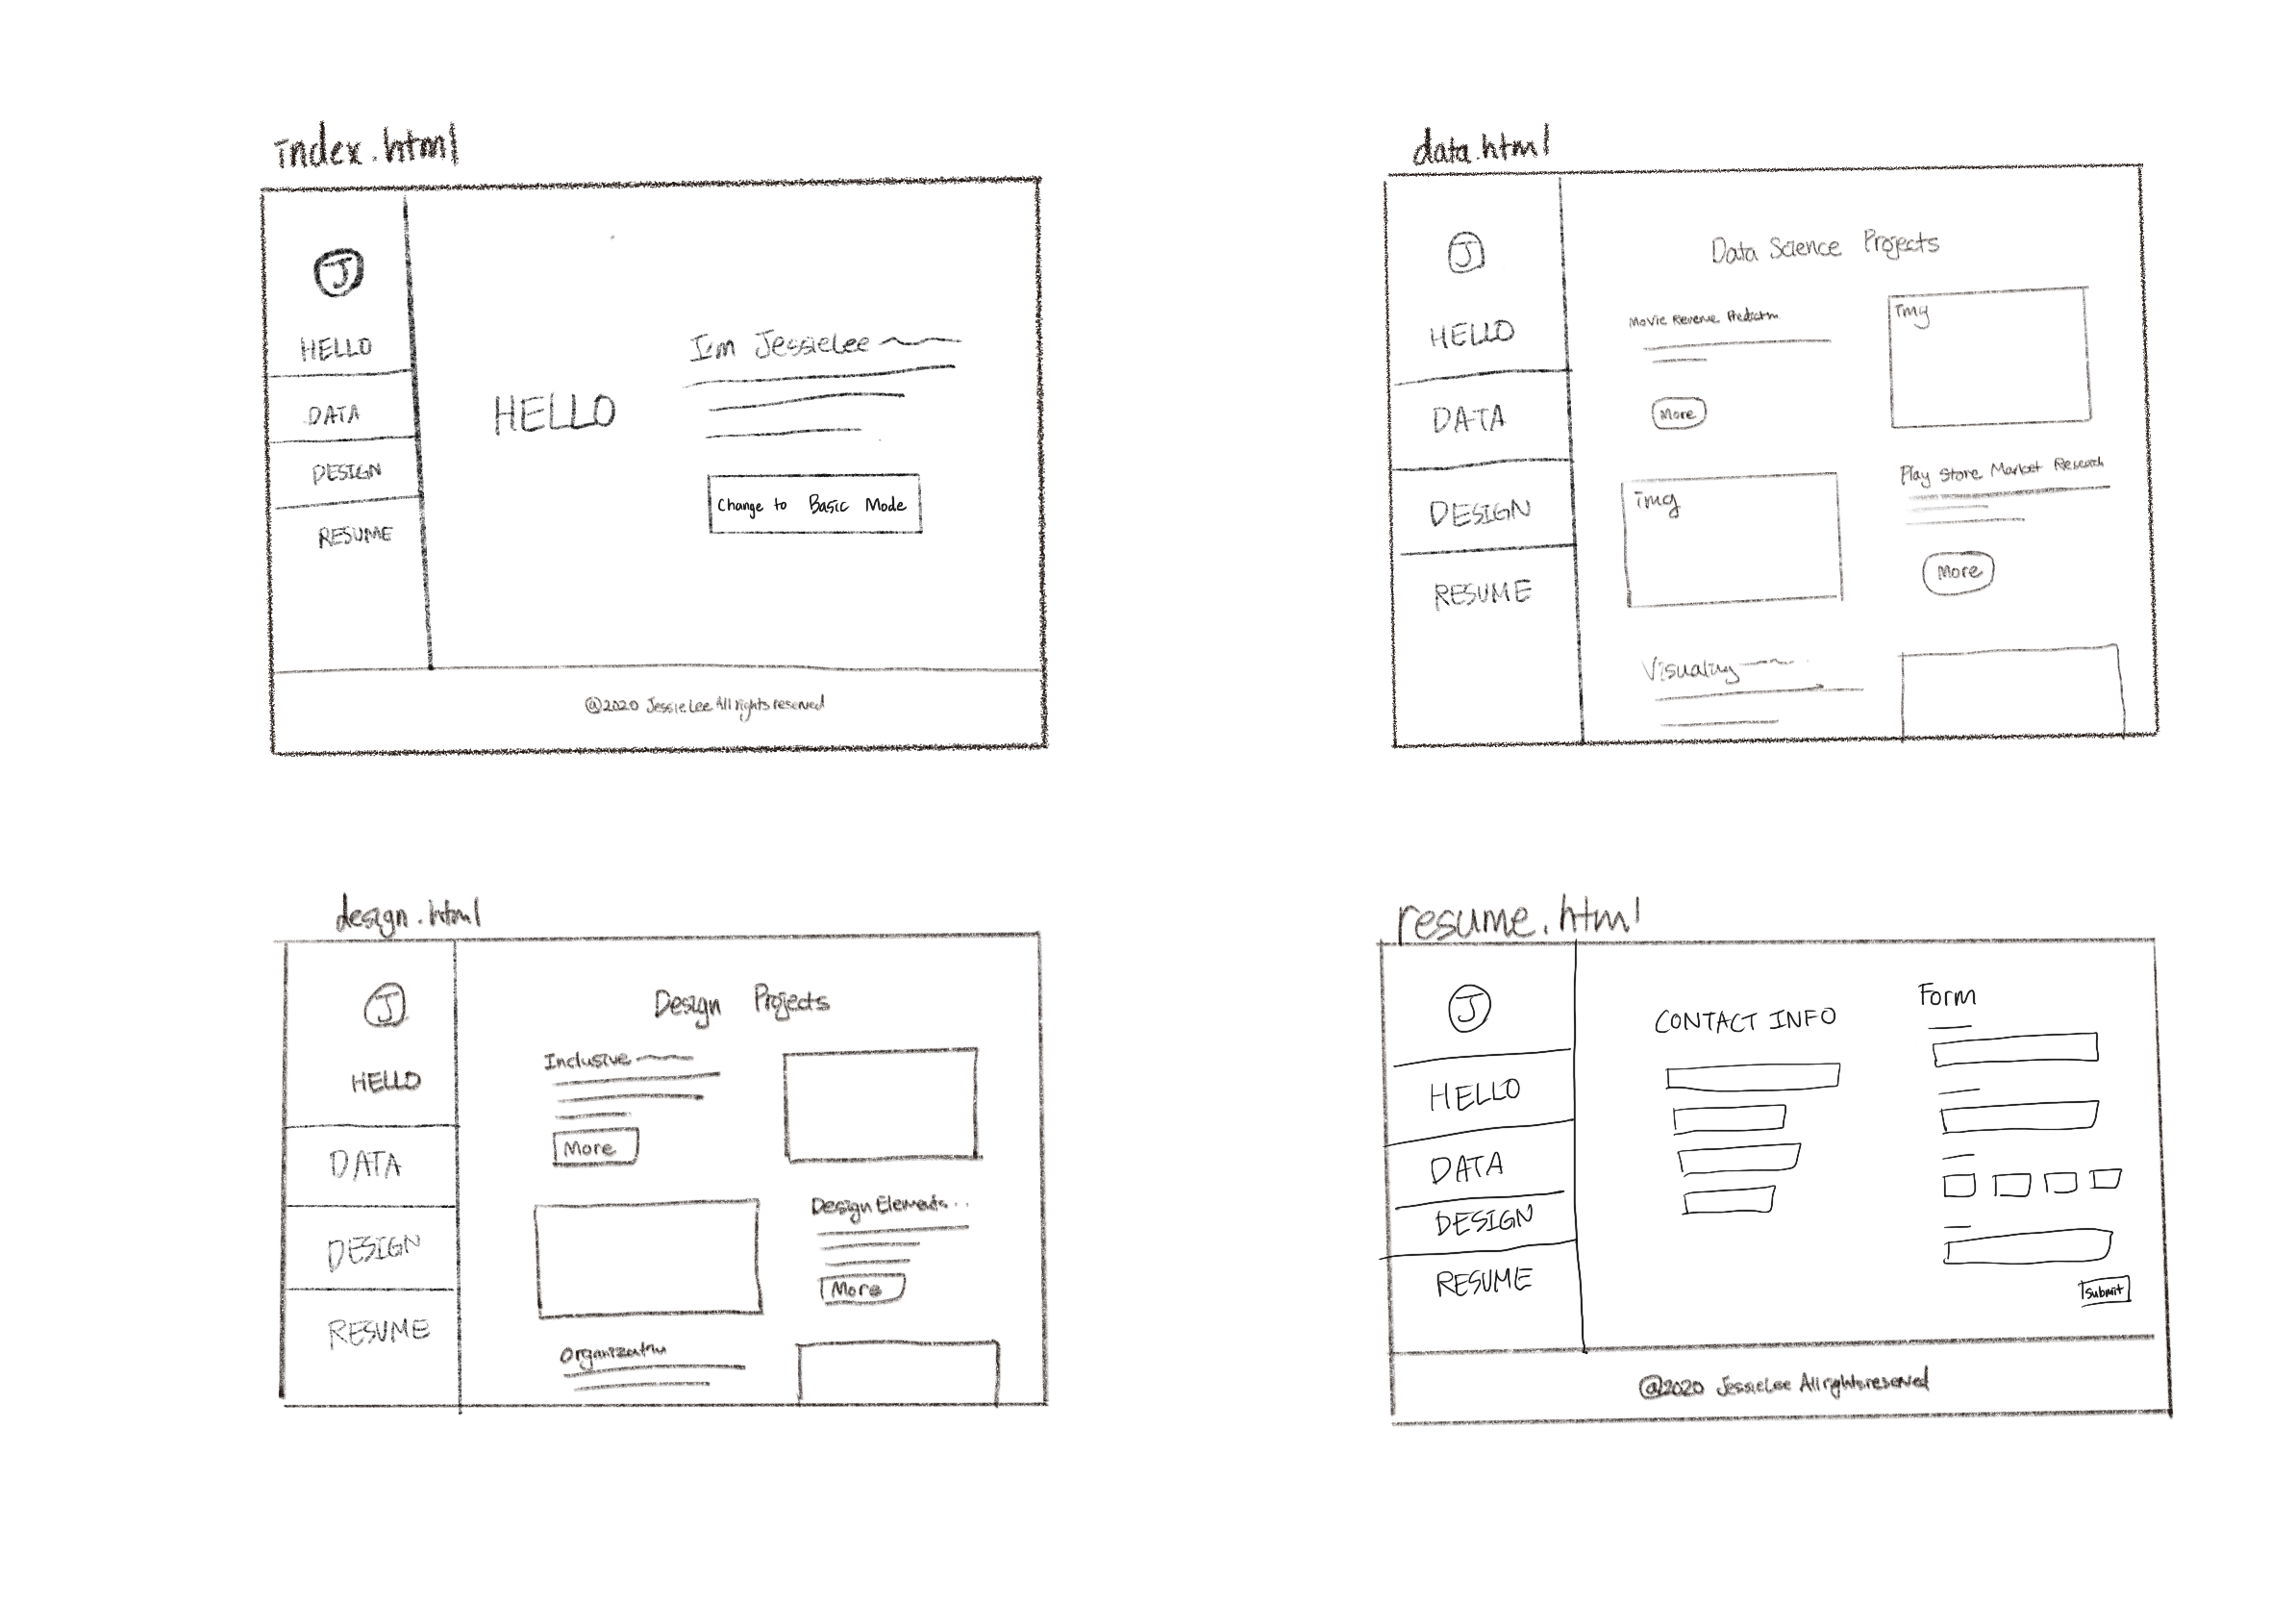 index.html
J
HELLO
DATA
DESIGN
RESUME
HELLO
I'm JessieLee
Change to Basic Mode
@2020 JessieLee All rights reserved
data.html
J
HELLO
DATA
DESIGN
RESUME
Data Science Projects
Movie Revenue Prediction
More
img
img
Play Store Market Research
More
design.html
J
HELLO
DATA
DESIGN
RESUME
Design Projects
Inclusive
More
Design Elements..
More
Organization
resume.html
J
HELLO
DATA
DESIGN
RESUME
CONTACT INFO
Form
Submit
@2020 JessieLee All rights reserved